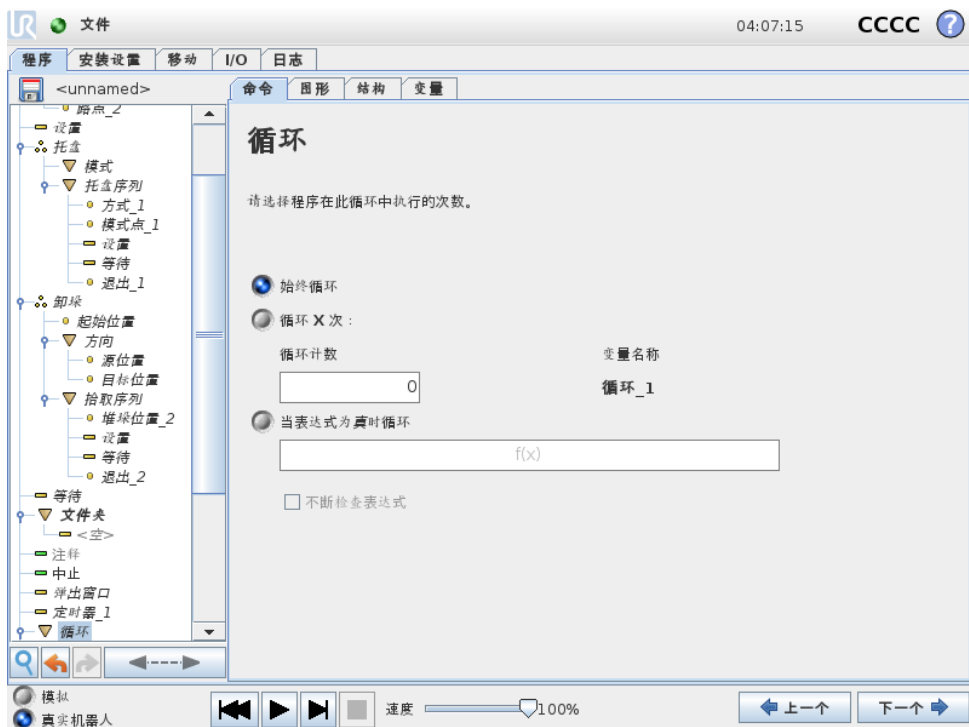 UR 文件 04:07:15 CCCC ?
程序 安装设置 移动 I/O 日志
<unnamed> 命令 图形 结构 变量
路点_2
设置
托盘
模式
托盘序列
方式_1
模式点_1
设置
等待
退出_1
卸垛
起始位置
方向
源位置
目标位置
拾取序列
堆垛位置_2
设置
等待
退出_2
等待
文件夹
<空>
注释
中止
弹出窗口
定时器_1
循环
循环
请选择程序在此循环中执行的次数。
始终循环
循环 X 次：
循环计数 变量名称
0 循环_1
当表达式为真时循环
f(x)
不断检查表达式
模拟
真实机器人
速度 100%
上一个 下一个